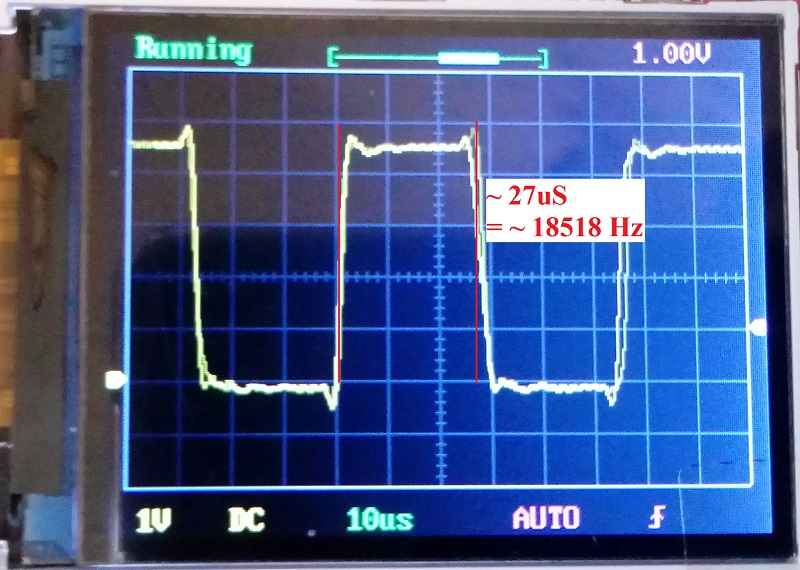 Running
1.00V
~ 27uS
= ~ 18518 Hz
1V DC 10us AUTO